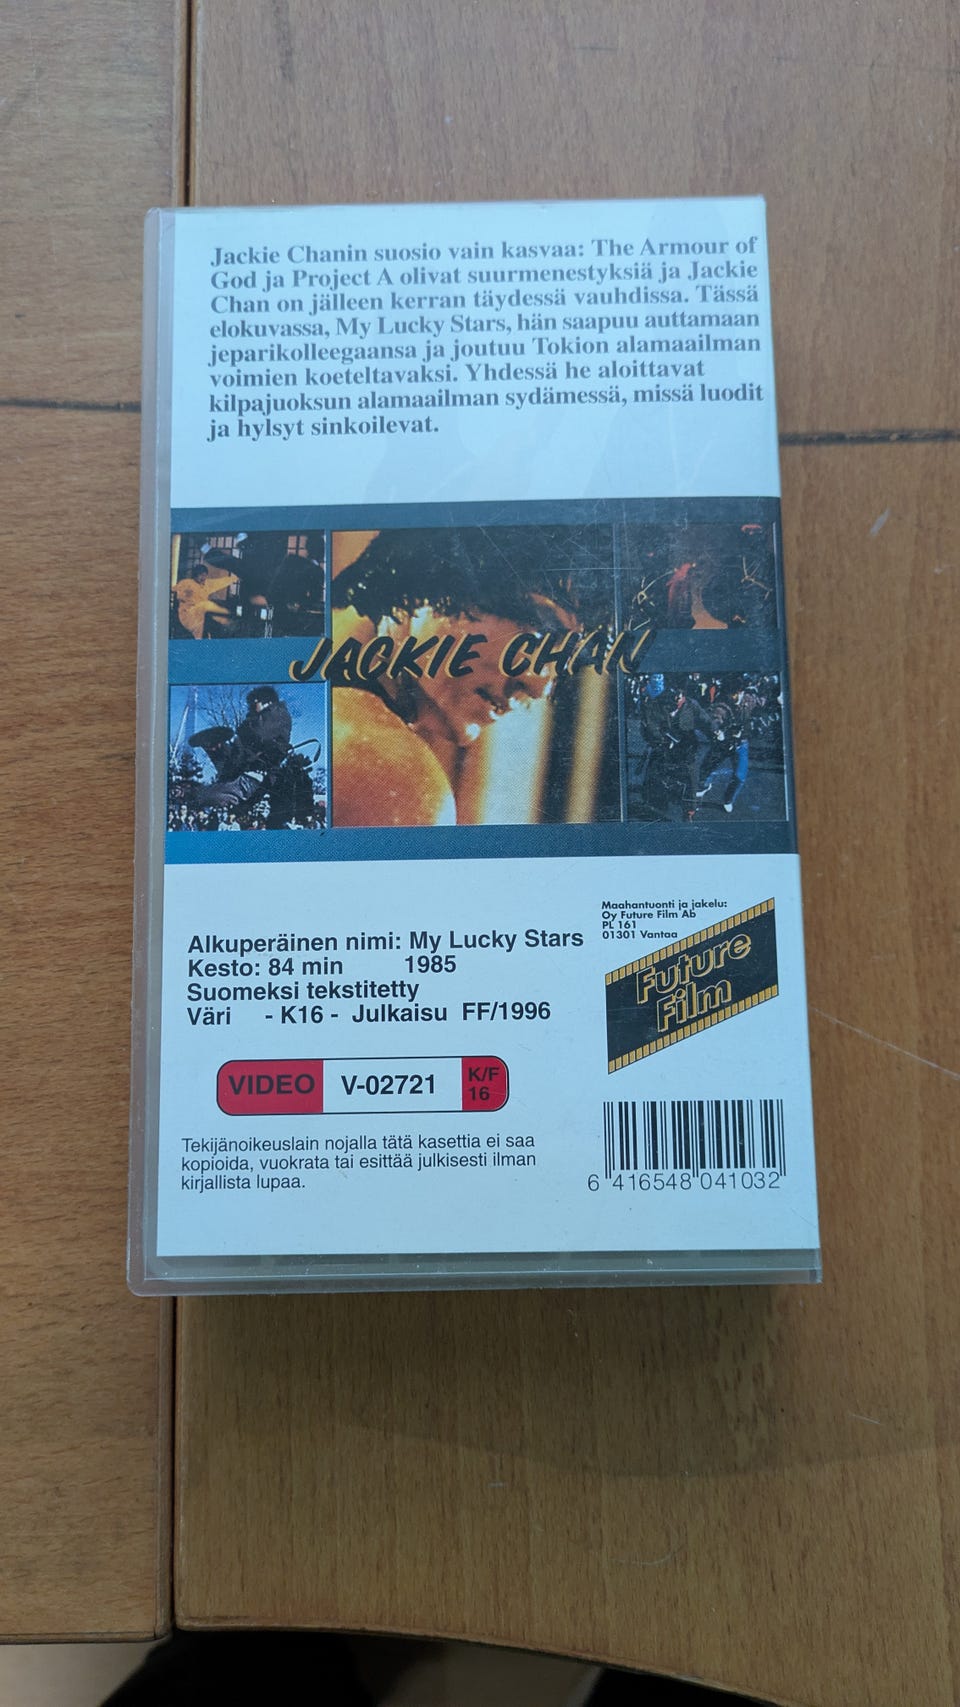 Jackie Chanin suosio vain kasvaa: The Armour of
God ja Project A olivat suurmenestyksiä ja Jackie
Chan on jälleen kerran täydessä vauhdissa. Tässä
elokuvassa, My Lucky Stars, hän saapuu auttamaan
jeparikolleegaansa ja joutuu Tokion alamaailman
voimien koeteltavaksi. Yhdessä he aloittavat
kilpajuoksun alamaailman sydämessä, missä luodit
ja hylsyt sinkoilevat.
JACKIE CHAN
Maahantuonti ja jakelu:
Oy Future Film Ab
PL 161
01301 Vantaa
Future
Film
Alkuperäinen nimi: My Lucky Stars
Kesto: 84 min 1985
Suomeksi tekstitetty
Väri - K16 - Julkaisu FF/1996
VIDEO V-02721 K/F
16
Tekijänoikeuslain nojalla tätä kasettia ei saa
kopioida, vuokrata tai esittää julkisesti ilman
kirjallista lupaa.
6 416548 041032